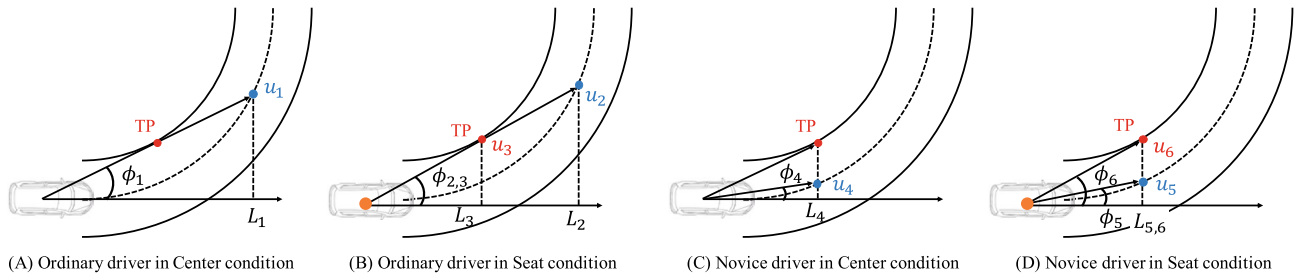 TP
u₁
ϕ₁
L₁
(A) Ordinary driver in Center condition
TP
u₂
u₃
ϕ₂,₃
L₃
L₂
(B) Ordinary driver in Seat condition
TP
ϕ₄
u₄
L₄
(C) Novice driver in Center condition
TP
u₆
ϕ₆
u₅
ϕ₅
L₅,₆
(D) Novice driver in Seat condition